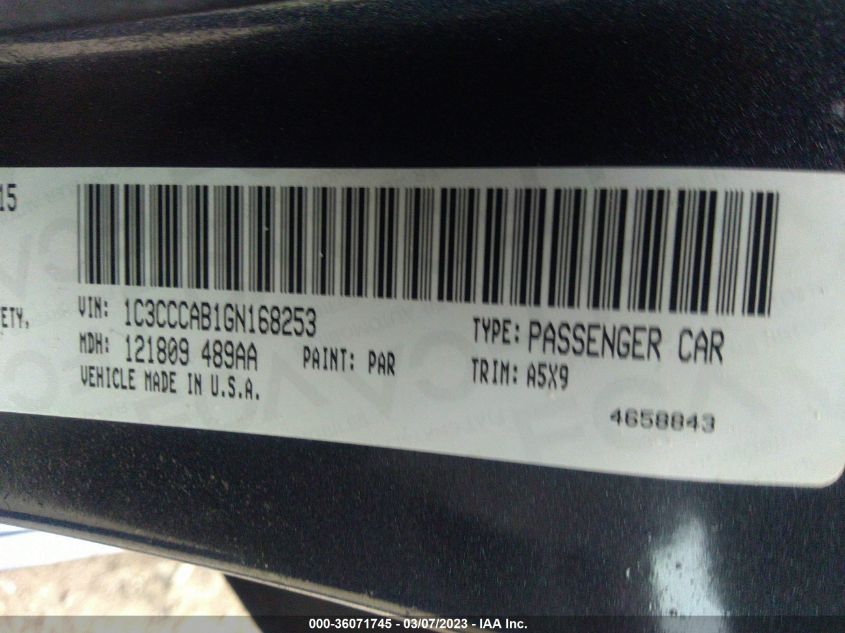 15
ETY,
VIN: 1C3CCCAB1GN168253
TYPE: PASSENGER CAR
MDH: 121809 489AA
PAINT: PAR
TRIM: A5X9
VEHICLE MADE IN U.S.A.
4658843
000-36071745 - 03/07/2023 - IAA Inc.